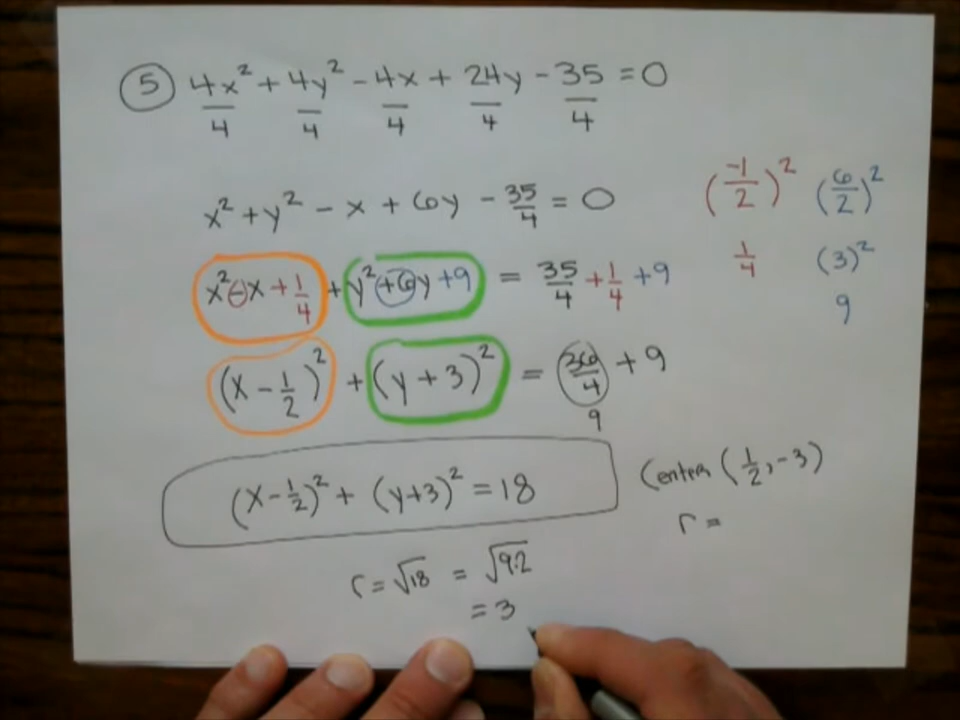 5 4x²/4 + 4y²/4 - 4x/4 + 24y/4 - 35/4 = 0
x² + y² - x + 6y - 35/4 = 0
(-1/2)² (6/2)²
x² - x + 1/4 + y² + 6y + 9 = 35/4 + 1/4 + 9
1/4 (3)²
9
(x - 1/2)² + (y + 3)² = 36/4 + 9
9
(x - 1/2)² + (y + 3)² = 18
Center (1/2, -3)
r =
r = √18 = √9·2
= 3